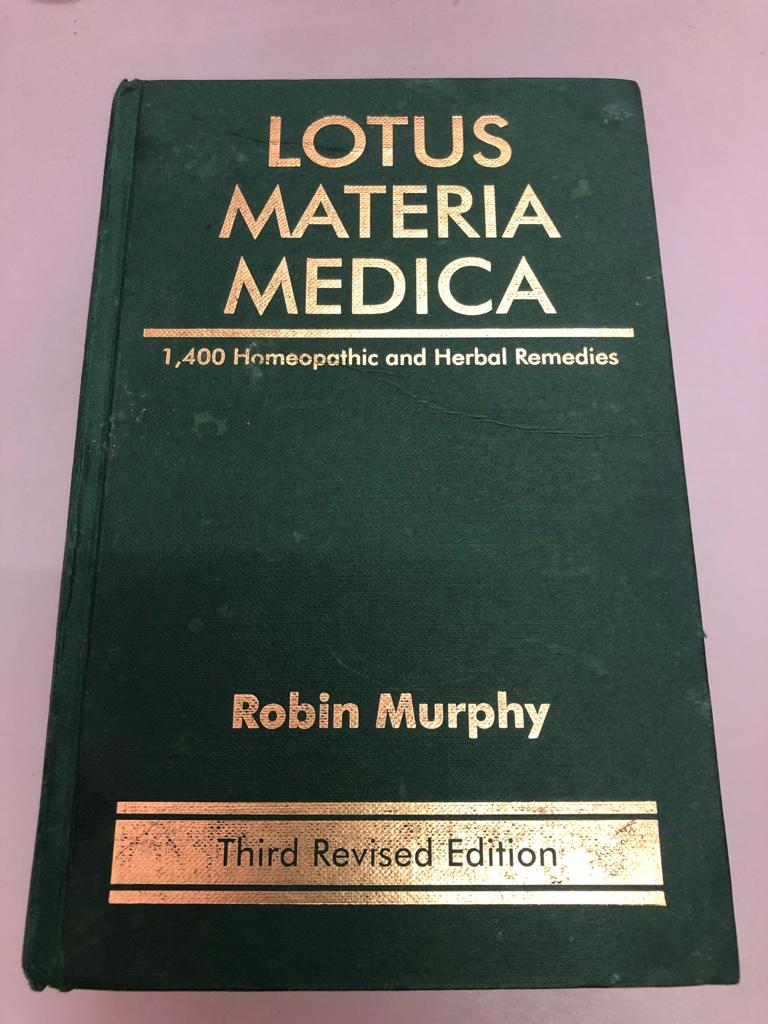 LOTUS
MATERIA
MEDICA
1,400 Homeopathic and Herbal Remedies
Robin Murphy
Third Revised Edition